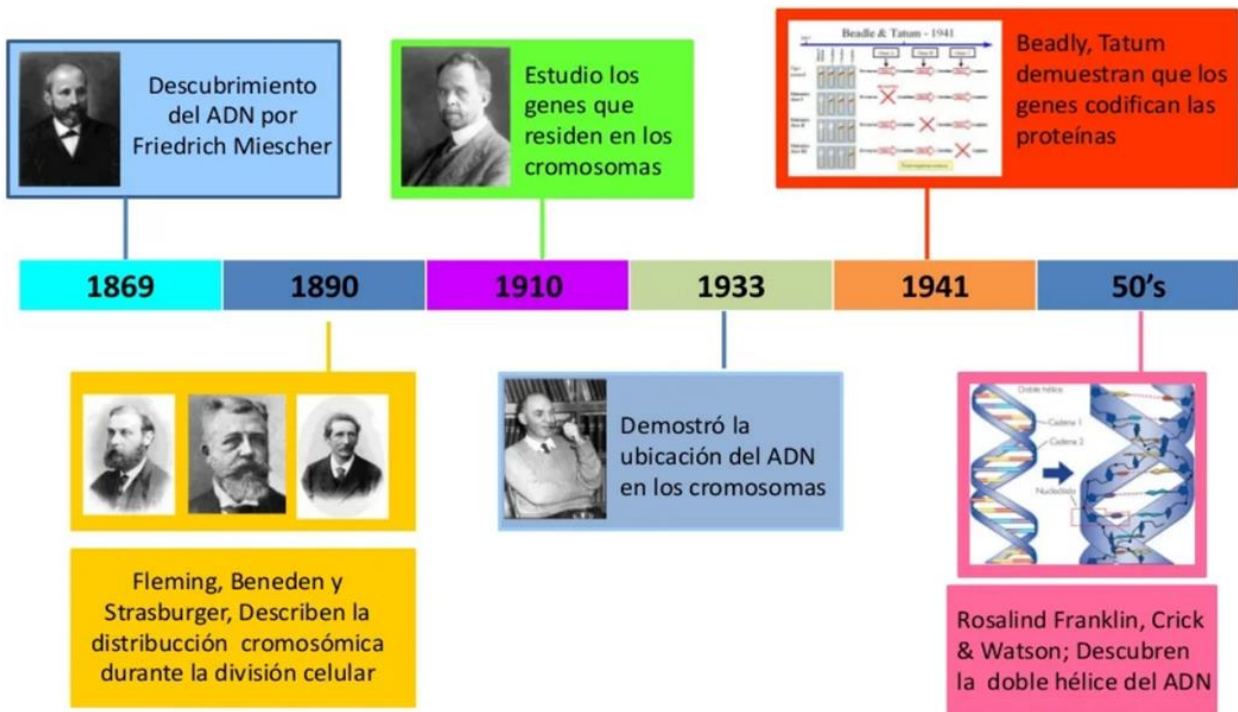 Descubrimiento
del ADN por
Friedrich Miescher
Estudio los
genes que
residen en los
cromosomas
Beadle & Tatum - 1941
Beadly, Tatum
demuestran que los
genes codifican las
proteínas
1869
1890
1910
1933
1941
50's
Fleming, Beneden y
Strasburger, Describen la
distribucción cromosómica
durante la división celular
Demostró la
ubicación del ADN
en los cromosomas
Doble hélice
Cadena 1
Cadena 2
Nucleótido
Rosalind Franklin, Crick
& Watson; Descubren
la doble hélice del ADN